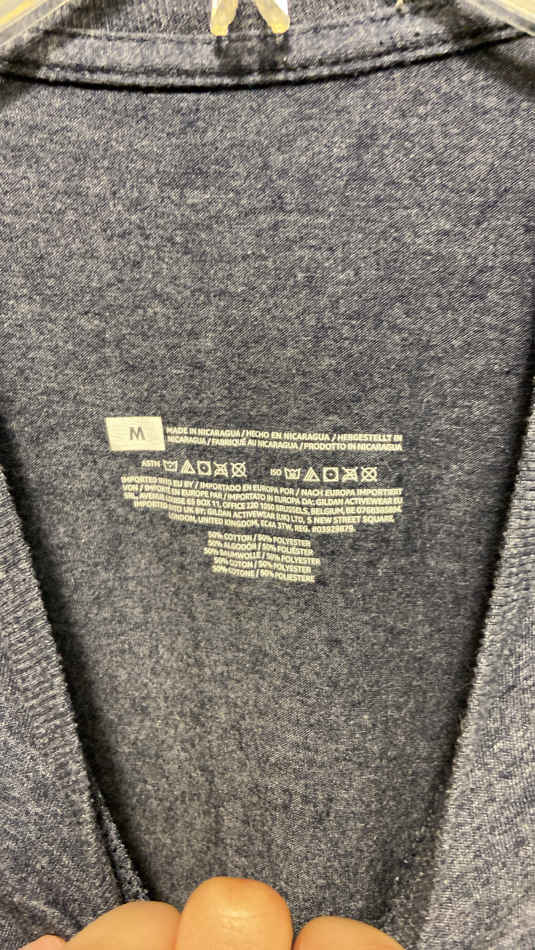 M
MADE IN NICARAGUA / HECHO EN NICARAGUA / HERGESTELLT IN
NICARAGUA / FABRIQUÉ AU NICARAGUA / PRODOTTO IN NICARAGUA
ASTM ISO
IMPORTED INTO EU BY / IMPORTADO EN EUROPA POR / NACH EUROPA IMPORTIERT
VON / IMPORTÉ EN EUROPE PAR / IMPORTATO IN EUROPA DA: GILDAN ACTIVEWEAR EU
SRL, AVENUE LOUISE 65 BOX 11, OFFICE 230 1050 BRUSSELS, BELGIUM, BE
IMPORTED INTO UK BY: GILDAN ACTIVEWEAR (UK) LTD, 5 NEW STREET SQUARE,
LONDON, UNITED KINGDOM, EC4A 3TW. REG.
50% COTTON / 50% POLYESTER
50% ALGODÓN / 50% POLIÉSTER
50% BAUMWOLLE / 50% POLYESTER
50% COTON / 50% POLYESTER
50% COTONE / 50% POLIESTERE